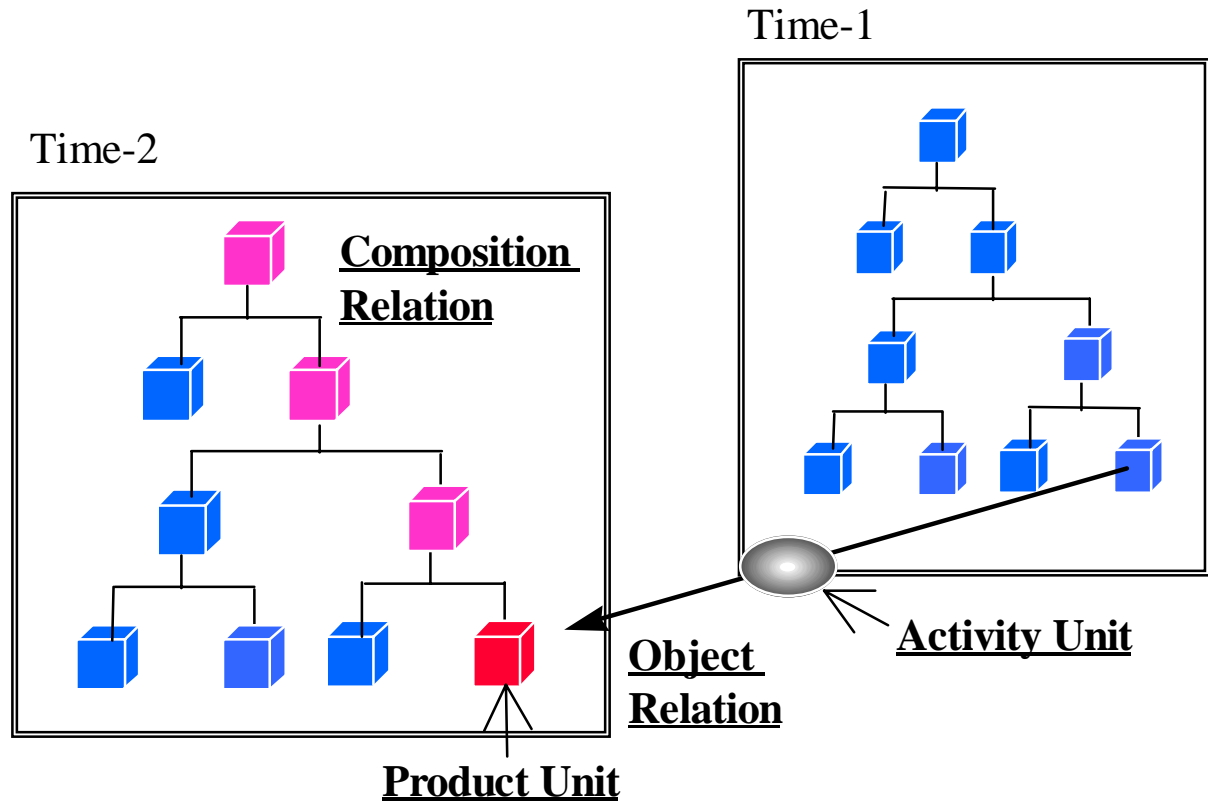 Time-1
Time-2
Composition
Relation
Activity Unit
Object
Relation
Product Unit